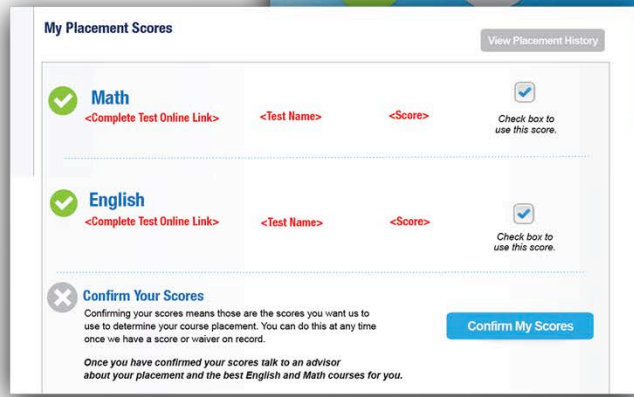 My Placement Scores
View Placement History
Math
<Complete Test Online Link> <Test Name> <Score>
Check box to
use this score.
English
<Complete Test Online Link> <Test Name> <Score>
Check box to
use this score.
Confirm Your Scores
Confirming your scores means those are the scores you want us to
use to determine your course placement. You can do this at any time
once we have a score or waiver on record.
Confirm My Scores
Once you have confirmed your scores talk to an advisor
about your placement and the best English and Math courses for you.